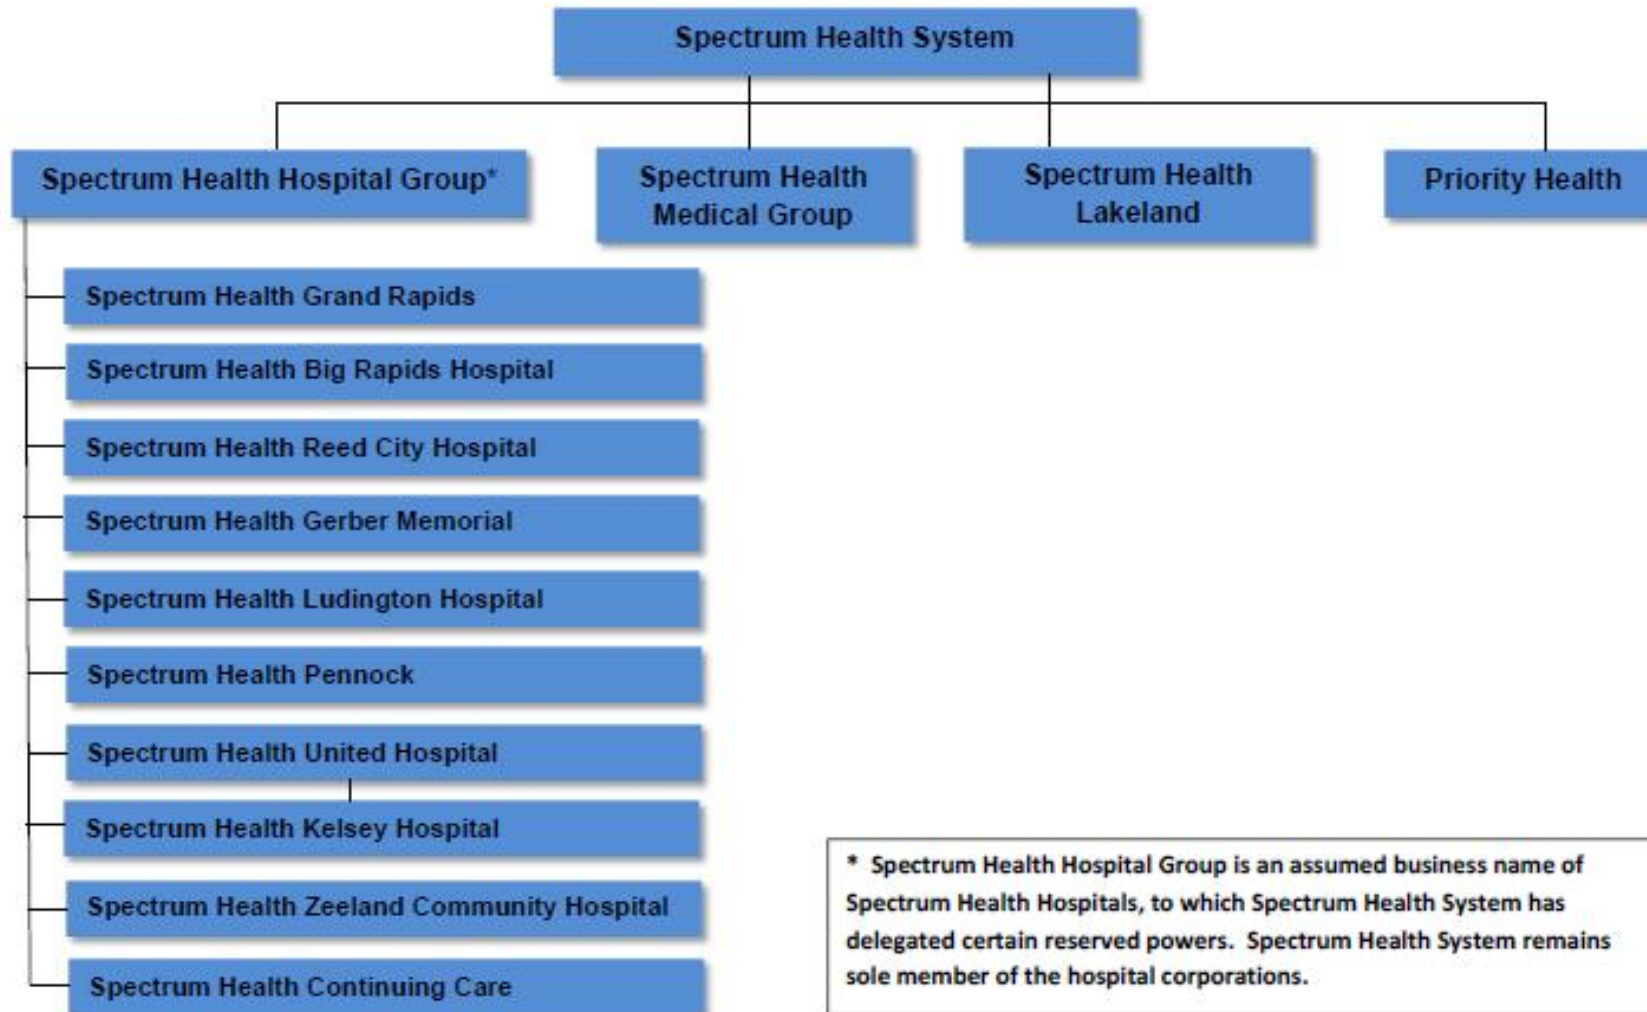 Spectrum Health System
Spectrum Health Hospital Group*
Spectrum Health
Medical Group
Spectrum Health
Lakeland
Priority Health
Spectrum Health Grand Rapids
Spectrum Health Big Rapids Hospital
Spectrum Health Reed City Hospital
Spectrum Health Gerber Memorial
Spectrum Health Ludington Hospital
Spectrum Health Pennock
Spectrum Health United Hospital
Spectrum Health Kelsey Hospital
Spectrum Health Zeeland Community Hospital
Spectrum Health Continuing Care
* Spectrum Health Hospital Group is an assumed business name of
Spectrum Health Hospitals, to which Spectrum Health System has
delegated certain reserved powers. Spectrum Health System remains
sole member of the hospital corporations.